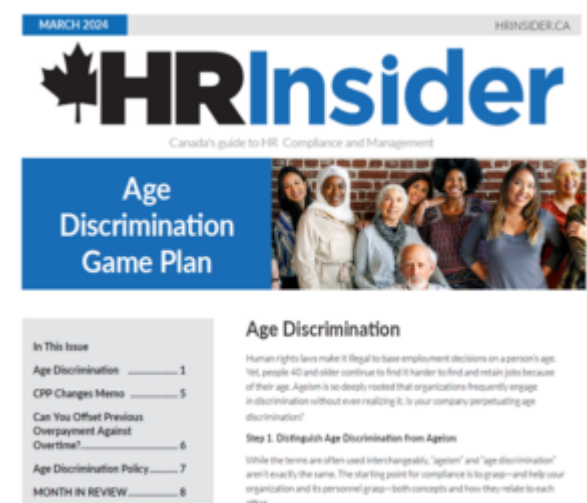 MARCH 2024
HRINSIDER.CA
HRInsider
Canada's guide to HR Compliance and Management
Age
Discrimination
Game Plan
In This Issue
Age Discrimination 1
CPP Changes Memo 5
Can You Offset Previous
Overpayment Against
Overtime? 6
Age Discrimination Policy 7
MONTH IN REVIEW 8
Age Discrimination
Human rights laws make it illegal to base employment decisions on a person's age.
Yet, people 40 and older continue to find it harder to find and retain jobs because
of their age. Ageism is so deeply rooted that organizations frequently engage
in discrimination without even realizing it. Is your company perpetuating age
discrimination?
Step 1. Distinguish Age Discrimination from Ageism
While the terms are often used interchangeably, "ageism" and "age discrimination"
aren't exactly the same. The starting point for compliance is to grasp—and help your
organization and its personnel grasp—both concepts and how they relate to each